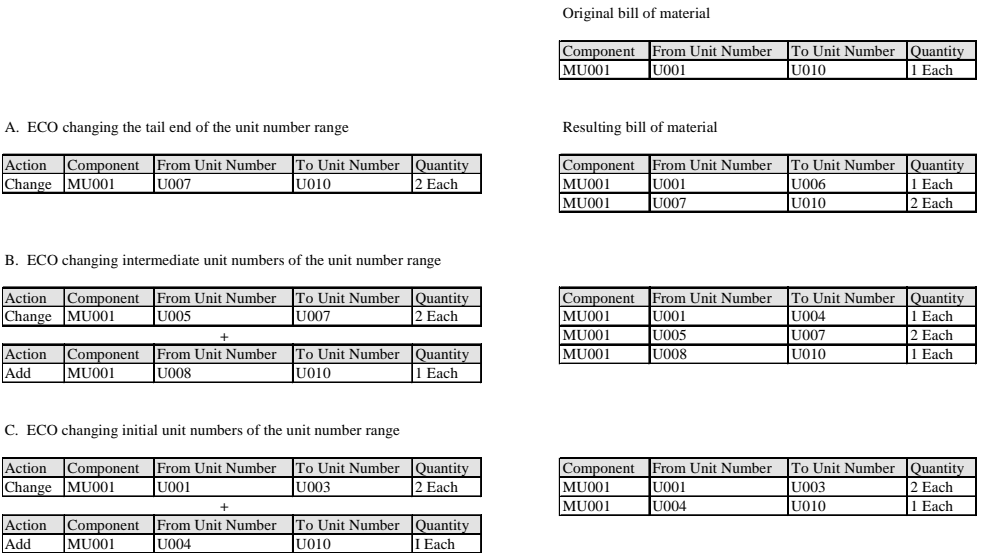 Original bill of material
Component From Unit Number To Unit Number Quantity
MU001 U001 U010 1 Each
A. ECO changing the tail end of the unit number range
Action Component From Unit Number To Unit Number Quantity
Change MU001 U007 U010 2 Each
Resulting bill of material
Component From Unit Number To Unit Number Quantity
MU001 U001 U006 1 Each
MU001 U007 U010 2 Each
B. ECO changing intermediate unit numbers of the unit number range
Action Component From Unit Number To Unit Number Quantity
Change MU001 U005 U007 2 Each
+
Action Component From Unit Number To Unit Number Quantity
Add MU001 U008 U010 1 Each
Component From Unit Number To Unit Number Quantity
MU001 U001 U004 1 Each
MU001 U005 U007 2 Each
MU001 U008 U010 1 Each
C. ECO changing initial unit numbers of the unit number range
Action Component From Unit Number To Unit Number Quantity
Change MU001 U001 U003 2 Each
+
Action Component From Unit Number To Unit Number Quantity
Add MU001 U004 U010 I Each
Component From Unit Number To Unit Number Quantity
MU001 U001 U003 2 Each
MU001 U004 U010 1 Each